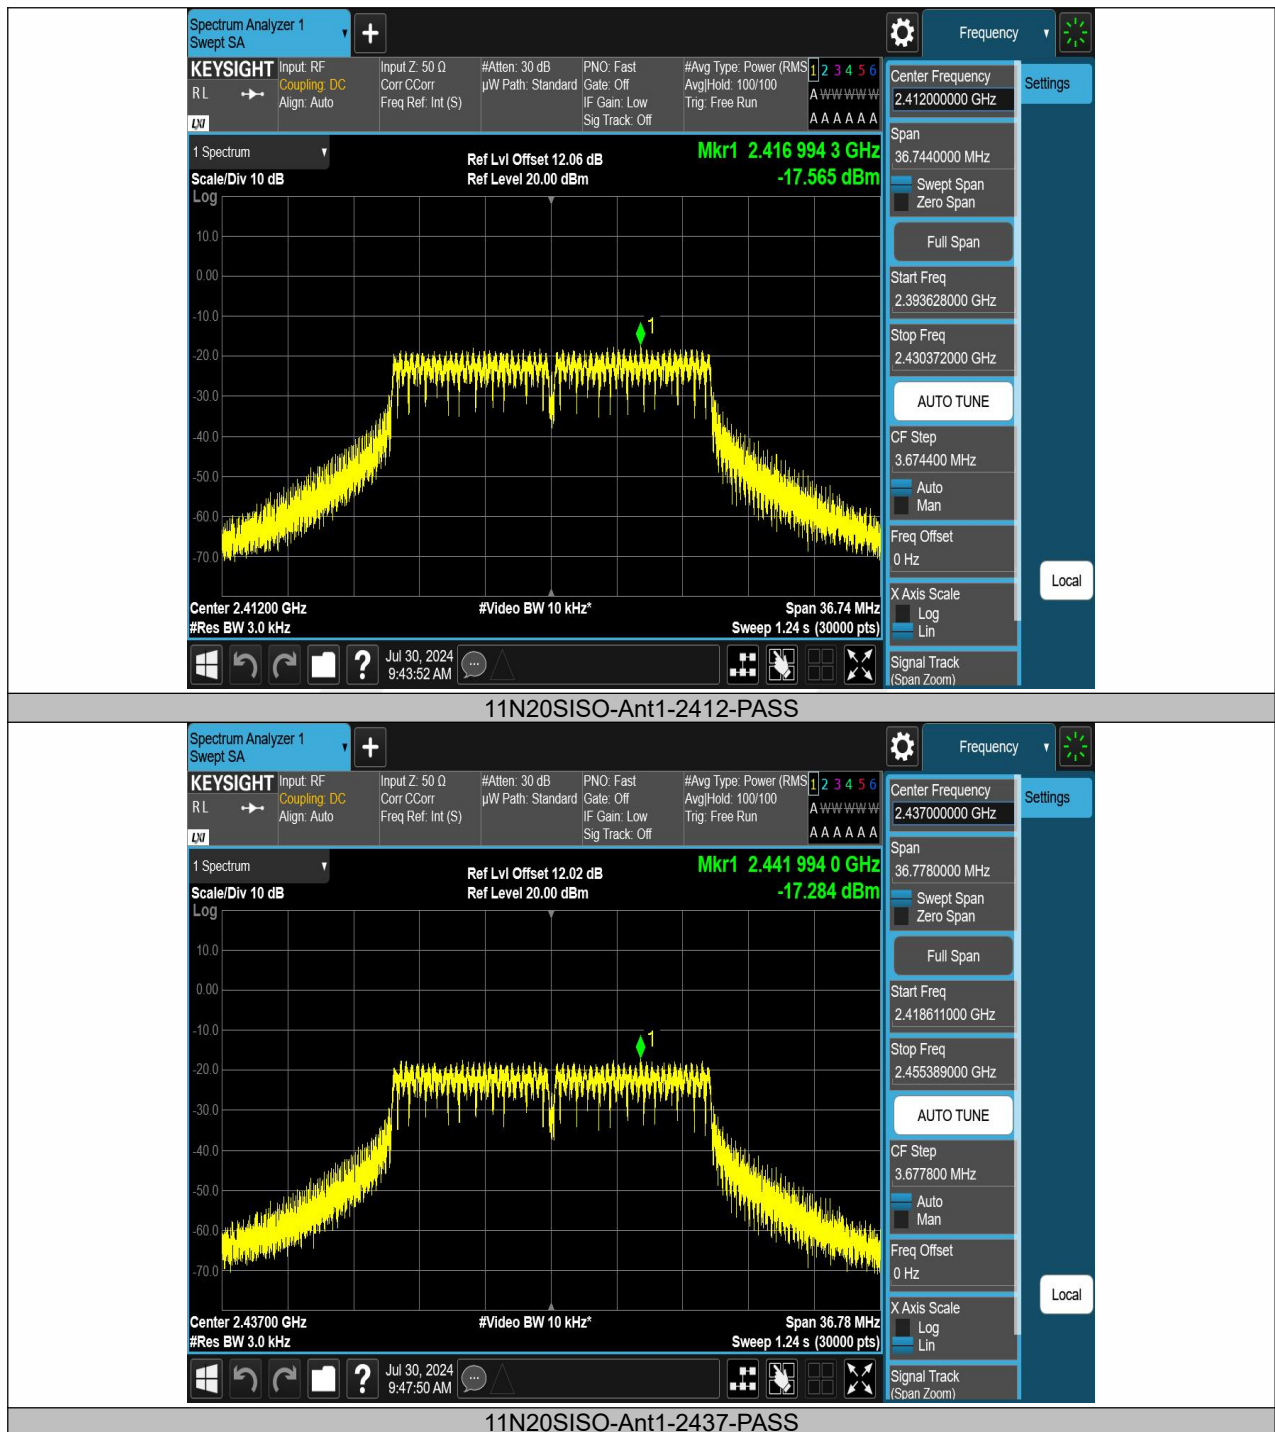 Spectrum Analyzer 1
Swept SA
+
Frequency
KEYSIGHT
RL
LXI
Input: RF
Coupling: DC
Align: Auto
Input Z: 50 Ω
Corr CCorr
Freq Ref: Int (S)
#Atten: 30 dB
µW Path: Standard
PNO: Fast
Gate: Off
IF Gain: Low
Sig Track: Off
#Avg Type: Power (RMS
Avg|Hold: 100/100
Trig: Free Run
1 2 3 4 5 6
A W W W W W
A A A A A A
Center Frequency
2.412000000 GHz
Settings
Span
36.7440000 MHz
Swept Span
Zero Span
Full Span
Start Freq
2.393628000 GHz
Stop Freq
2.430372000 GHz
AUTO TUNE
CF Step
3.674400 MHz
Auto
Man
Freq Offset
0 Hz
X Axis Scale
Log
Lin
Signal Track
(Span Zoom)
Local
1 Spectrum
Scale/Div 10 dB
Log
Ref Lvl Offset 12.06 dB
Ref Level 20.00 dBm
Mkr1 2.416 994 3 GHz
-17.565 dBm
10.0
0.00
-10.0
-20.0
-30.0
-40.0
-50.0
-60.0
-70.0
1
Center 2.41200 GHz
#Res BW 3.0 kHz
#Video BW 10 kHz*
Span 36.74 MHz
Sweep 1.24 s (30000 pts)
?
Jul 30, 2024
9:43:52 AM
11N20SISO-Ant1-2412-PASS
Spectrum Analyzer 1
Swept SA
+
Frequency
KEYSIGHT
RL
LXI
Input: RF
Coupling: DC
Align: Auto
Input Z: 50 Ω
Corr CCorr
Freq Ref: Int (S)
#Atten: 30 dB
µW Path: Standard
PNO: Fast
Gate: Off
IF Gain: Low
Sig Track: Off
#Avg Type: Power (RMS
Avg|Hold: 100/100
Trig: Free Run
1 2 3 4 5 6
A W W W W W
A A A A A A
Center Frequency
2.437000000 GHz
Settings
Span
36.7780000 MHz
Swept Span
Zero Span
Full Span
Start Freq
2.418611000 GHz
Stop Freq
2.455389000 GHz
AUTO TUNE
CF Step
3.677800 MHz
Auto
Man
Freq Offset
0 Hz
X Axis Scale
Log
Lin
Signal Track
(Span Zoom)
Local
1 Spectrum
Scale/Div 10 dB
Log
Ref Lvl Offset 12.02 dB
Ref Level 20.00 dBm
Mkr1 2.441 994 0 GHz
-17.284 dBm
10.0
0.00
-10.0
-20.0
-30.0
-40.0
-50.0
-60.0
-70.0
1
Center 2.43700 GHz
#Res BW 3.0 kHz
#Video BW 10 kHz*
Span 36.78 MHz
Sweep 1.24 s (30000 pts)
?
Jul 30, 2024
9:47:50 AM
11N20SISO-Ant1-2437-PASS